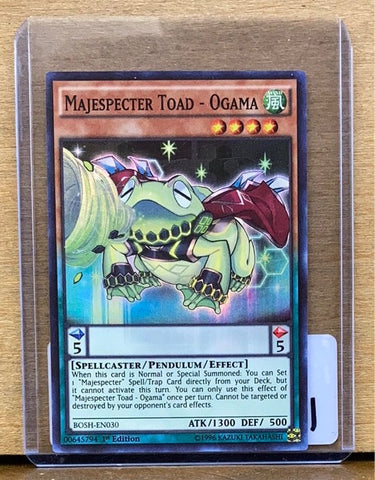 MAJESPECTER TOAD - OGAMA
WIND
風
5
5
[SPELLCASTER/PENDULUM/EFFECT]
When this card is Normal or Special Summoned: You can Set
1 "Majespecter" Spell/Trap Card directly from your Deck, but
it cannot activate this turn. You can only use this effect of
"Majespecter Toad - Ogama" once per turn. Cannot be targeted or
destroyed by your opponent's card effects.
BOSH-EN030
ATK/1300 DEF/ 500
00645794 1st Edition
©1996 KAZUKI TAKAHASHI
1